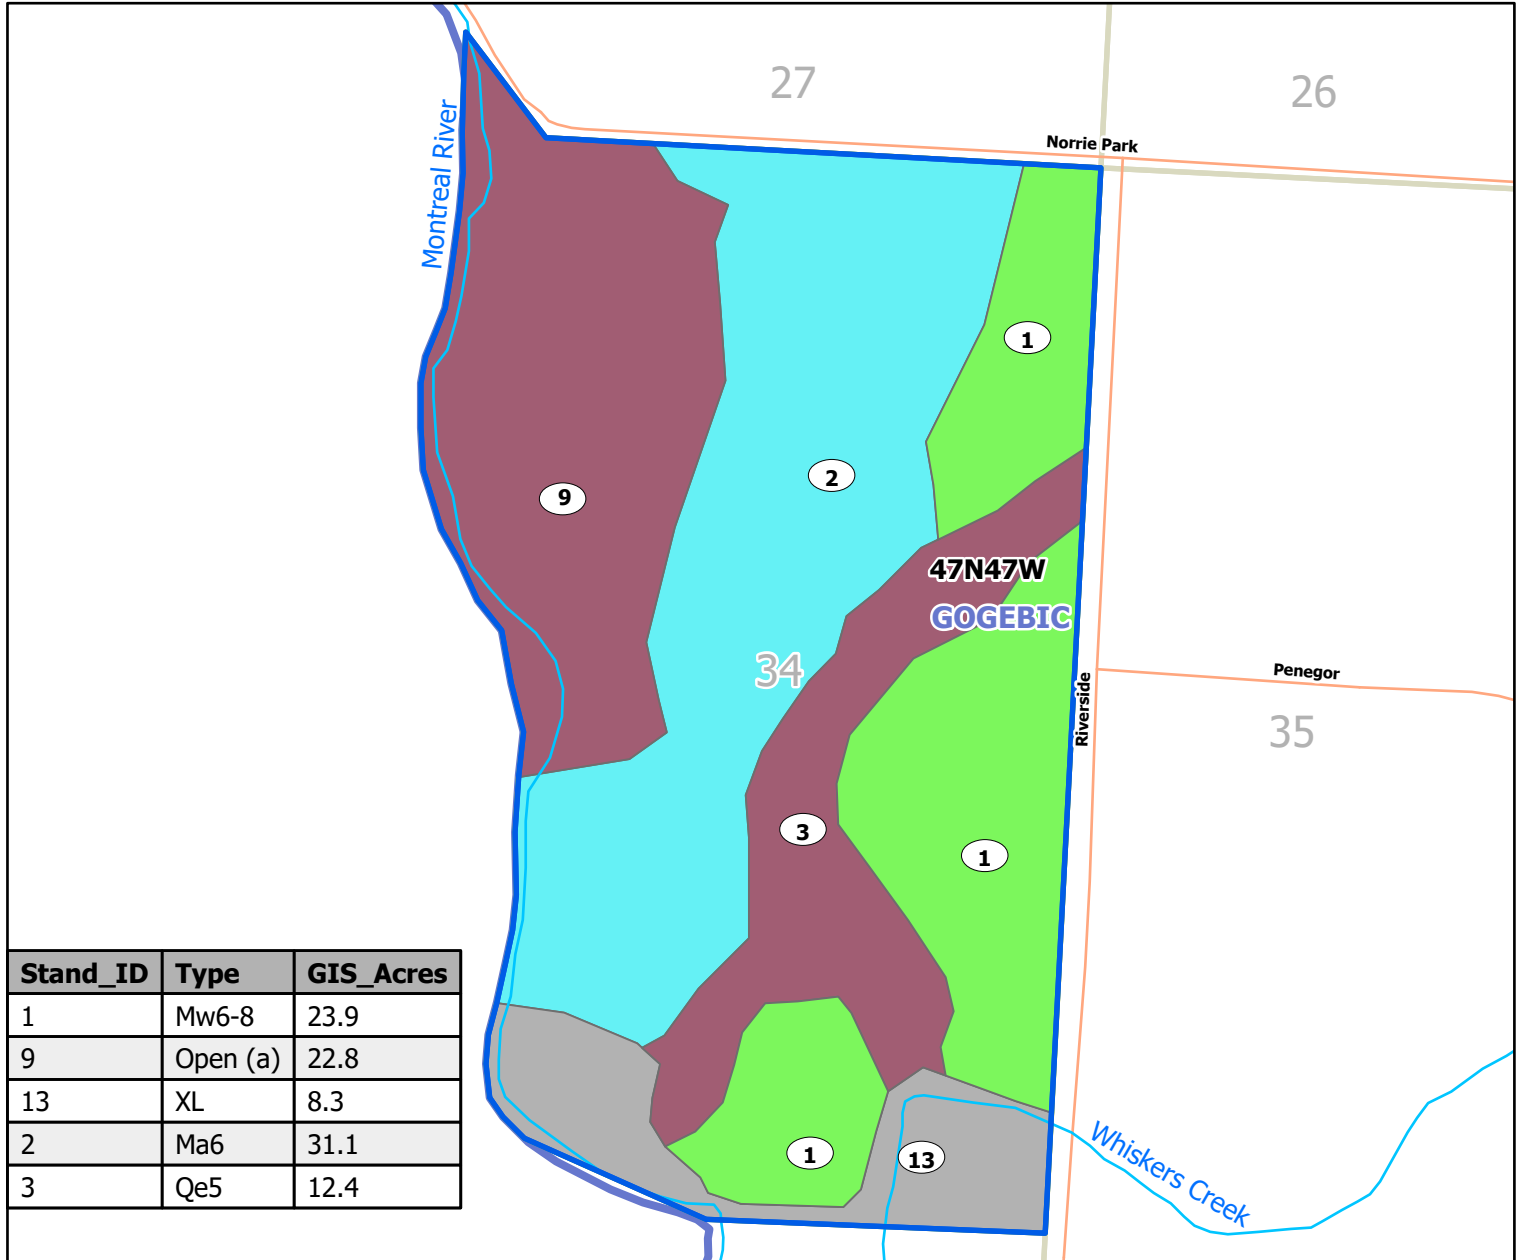 27
26
Norrie Park
Montreal River
1
2
9
47N47W
GOGEBIC
34
Penegor
Riverside
35
3
1
Stand_ID Type GIS_Acres
1 Mw6-8 23.9
9 Open (a) 22.8
13 XL 8.3
2 Ma6 31.1
3 Qe5 12.4
1
13
Whiskers Creek